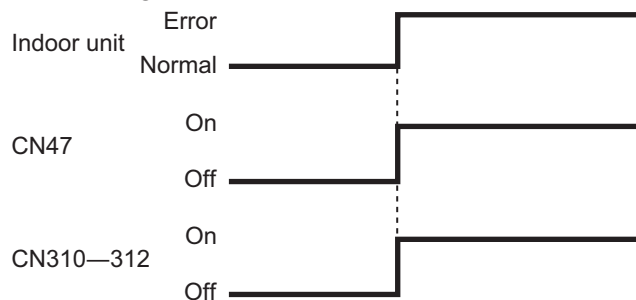 Error
Indoor unit
Normal
On
CN47
Off
On
CN310—312
Off